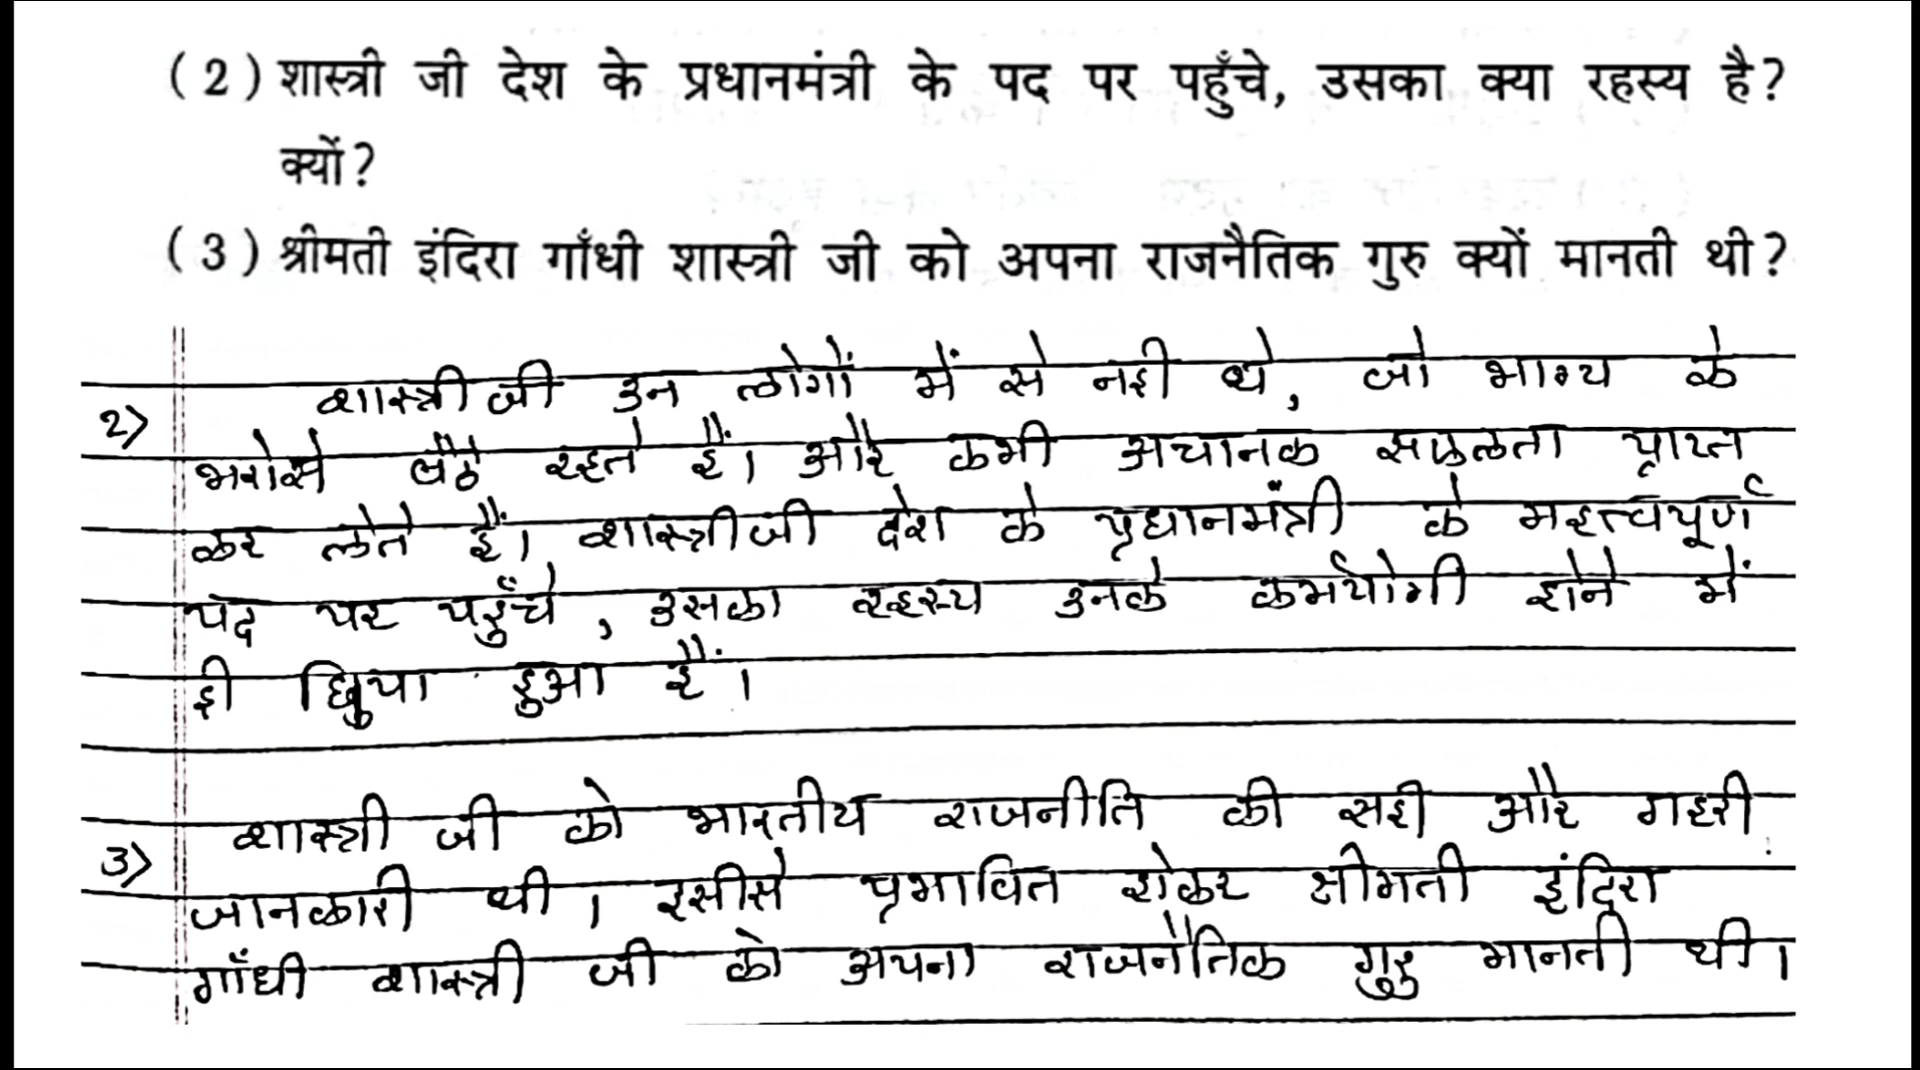 (2) शास्त्री जी देश के प्रधानमंत्री के पद पर पहुँचे, उसका क्या रहस्य है?
क्यों?
(3) श्रीमती इंदिरा गाँधी शास्त्री जी को अपना राजनैतिक गुरु क्यों मानती थी?
2> शास्त्रीजी उन लोगों में से नही थे, जो भाग्य के
भरोसे बैठे रहते हैं। और कभी अचानक सफलता प्राप्त
कर लेते हैं। शास्त्रीजी देश के प्रधानमंत्री के महत्त्वपूर्ण
पद पर पहुँचे, उसका रहस्य उनके कर्मयोगी होने में
ही छिुपा हुआ हैं।
3> शास्त्री जी को भारतीय राजनीति की सही और गहरी
जानकारी थी। इसीसे प्रभावित होकर श्रीमती इंदिरा
गाँधी शास्त्री जी को अपना राजनैतिक गुरु मानती थी।